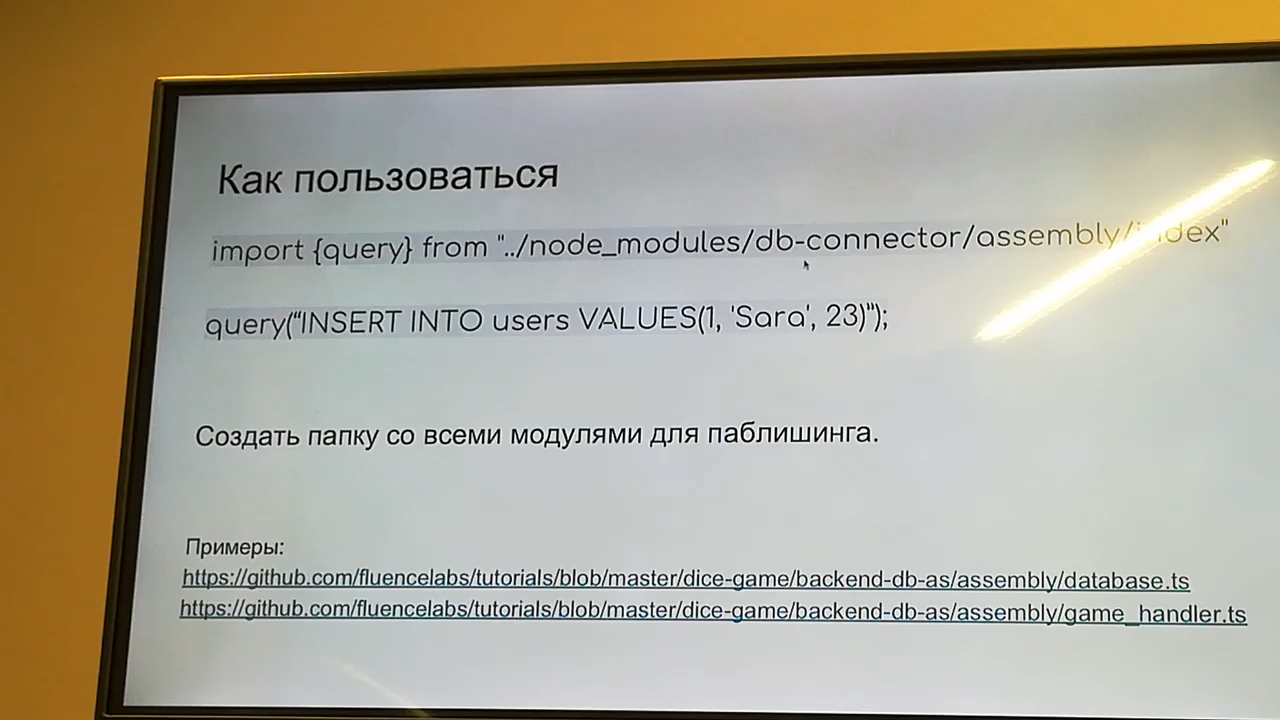 Как пользоваться
import {query} from "../node_modules/db-connector/assembly/index"
query(“INSERT INTO users VALUES(1, 'Sara', 23)”);
Создать папку со всеми модулями для паблишинга.
Примеры:
https://github.com/fluencelabs/tutorials/blob/master/dice-game/backend-db-as/assembly/database.ts
https://github.com/fluencelabs/tutorials/blob/master/dice-game/backend-db-as/assembly/game_handler.ts